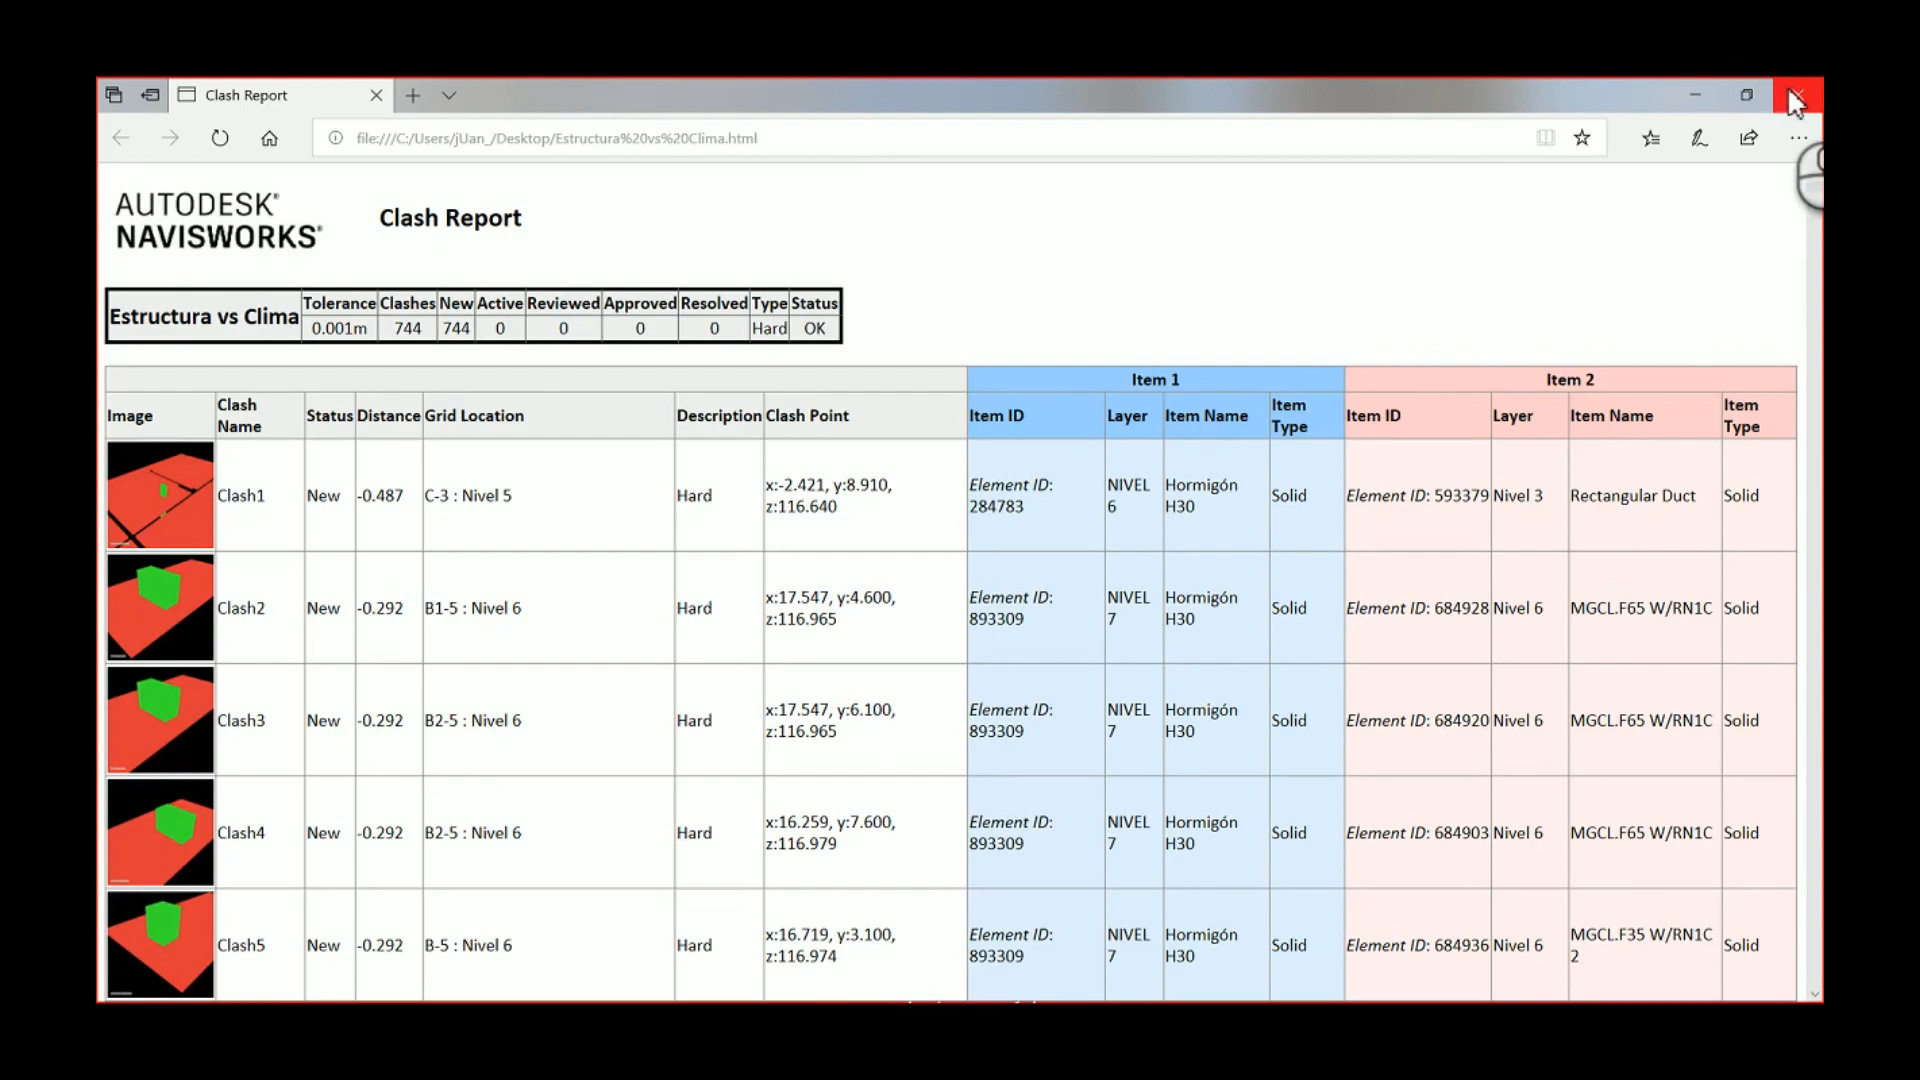 Clash Report
file:///C:/Users/jUan_/Desktop/Estructura%20vs%20Clima.html
AUTODESK®
NAVISWORKS®
Clash Report
Estructura vs Clima
Tolerance Clashes New Active Reviewed Approved Resolved Type Status
0.001m 744 744 0 0 0 0 Hard OK
Item 1 Item 2
Image Clash Name Status Distance Grid Location Description Clash Point Item ID Layer Item Name Item Type Item ID Layer Item Name Item Type
Clash1 New -0.487 C-3 : Nivel 5 Hard x:-2.421, y:8.910, z:116.640 Element ID: 284783 NIVEL 6 Hormigón H30 Solid Element ID: 593379 Nivel 3 Rectangular Duct Solid
Clash2 New -0.292 B1-5 : Nivel 6 Hard x:17.547, y:4.600, z:116.965 Element ID: 893309 NIVEL 7 Hormigón H30 Solid Element ID: 684928 Nivel 6 MGCL.F65 W/RN1C Solid
Clash3 New -0.292 B2-5 : Nivel 6 Hard x:17.547, y:6.100, z:116.965 Element ID: 893309 NIVEL 7 Hormigón H30 Solid Element ID: 684920 Nivel 6 MGCL.F65 W/RN1C Solid
Clash4 New -0.292 B2-5 : Nivel 6 Hard x:16.259, y:7.600, z:116.979 Element ID: 893309 NIVEL 7 Hormigón H30 Solid Element ID: 684903 Nivel 6 MGCL.F65 W/RN1C Solid
Clash5 New -0.292 B-5 : Nivel 6 Hard x:16.719, y:3.100, z:116.974 Element ID: 893309 NIVEL 7 Hormigón H30 Solid Element ID: 684936 Nivel 6 MGCL.F35 W/RN1C 2 Solid